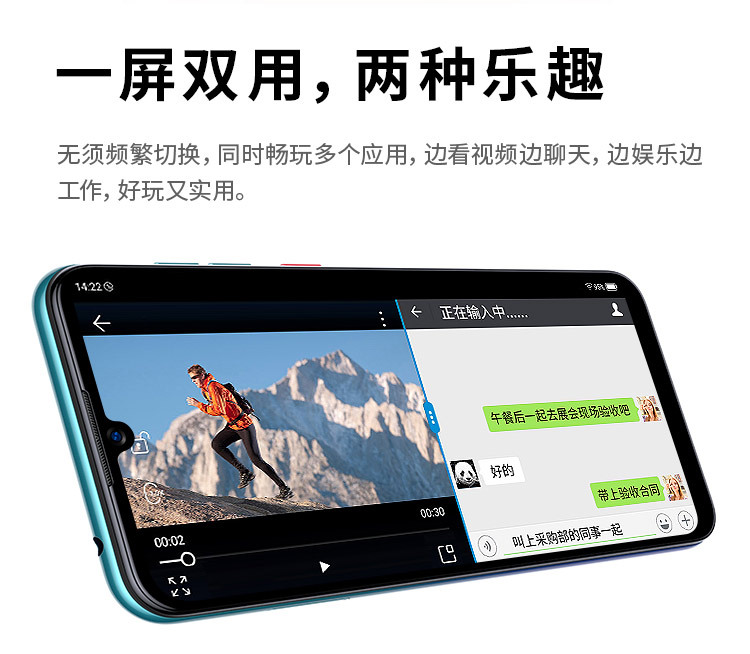 一屏双用，两种乐趣
无须频繁切换，同时畅玩多个应用，边看视频边聊天，边娱乐边
工作，好玩又实用。
14:22
95%
正在输入中......
午餐后一起去展会现场验收吧
好的
带上验收合同
00:02
00:30
叫上采购部的同事一起